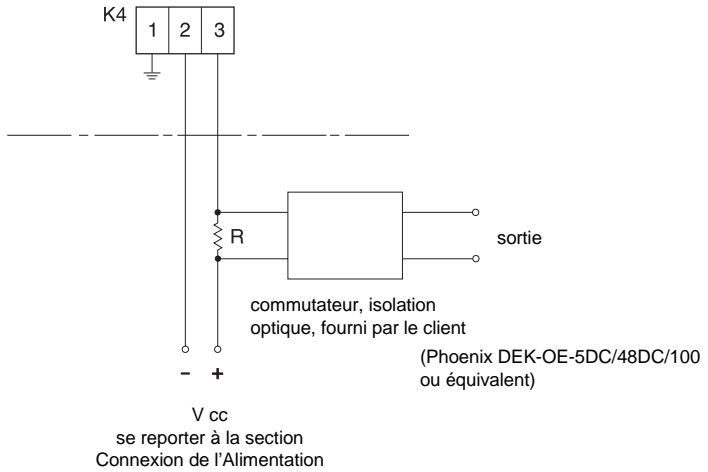 K4
1 2 3
R
sortie
commutateur, isolation
optique, fourni par le client
(Phoenix DEK-OE-5DC/48DC/100
ou équivalent)
- +
V cc
se reporter à la section
Connexion de l'Alimentation